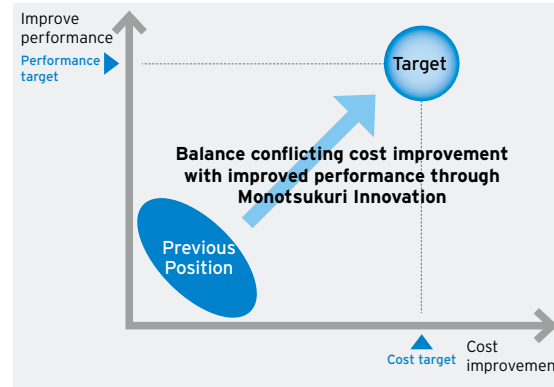 Improve
performance
Performance
target
Target
Balance conflicting cost improvement
with improved performance through
Monotsukuri Innovation
Previous
Position
Cost target
Cost
improvement